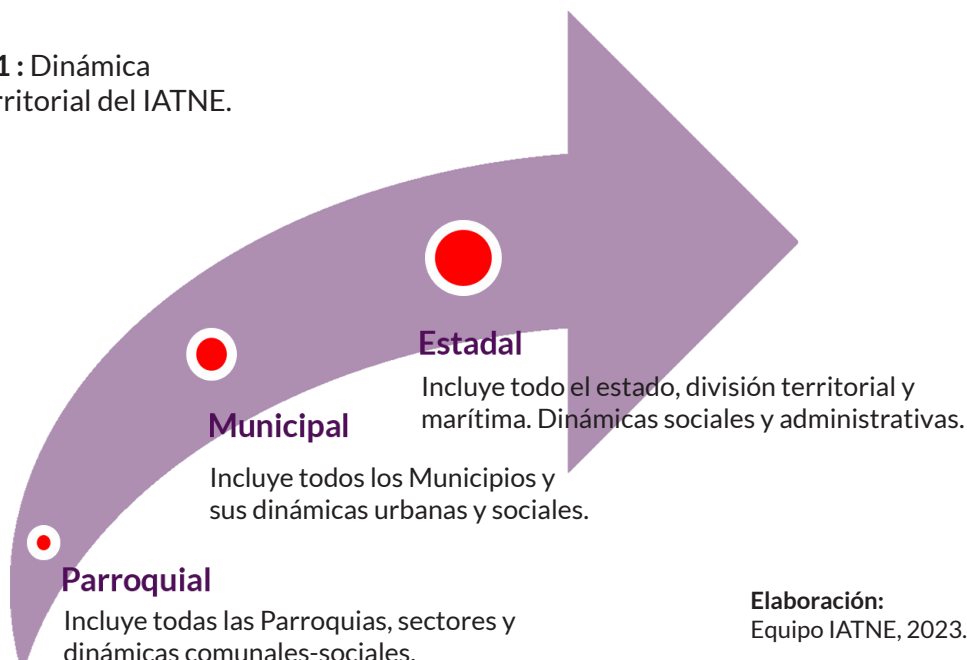 1 : Dinámica
rritorial del IATNE.
Estadal
Incluye todo el estado, división territorial y
marítima. Dinámicas sociales y administrativas.
Municipal
Incluye todos los Municipios y
sus dinámicas urbanas y sociales.
Parroquial
Incluye todas las Parroquias, sectores y
dinámicas comunales-sociales.
Elaboración:
Equipo IATNE, 2023.